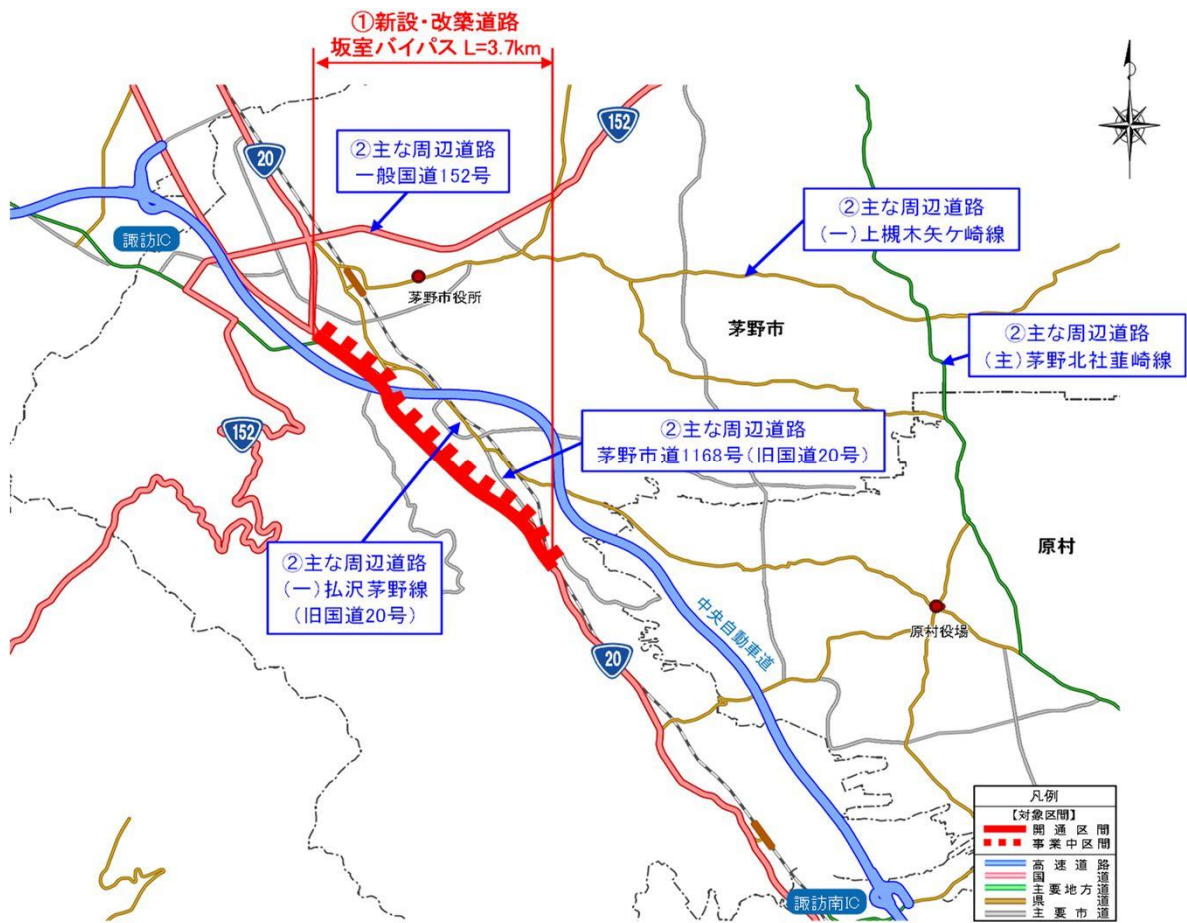 ①新設・改築道路
坂室バイパス L=3.7km
152
②主な周辺道路
一般国道152号
20
②主な周辺道路
(一)上槻木矢ケ崎線
諏訪IC
茅野市役所
茅野市
②主な周辺道路
(主)茅野北杜韮崎線
152
②主な周辺道路
茅野市道1168号(旧国道20号)
原村
②主な周辺道路
(一)払沢茅野線
(旧国道20号)
中央自動車道
原村役場
20
諏訪南IC
凡例
【対象区間】
開通区間
事業中区間
高速道路
国道
主要地方道
県道
主要市道